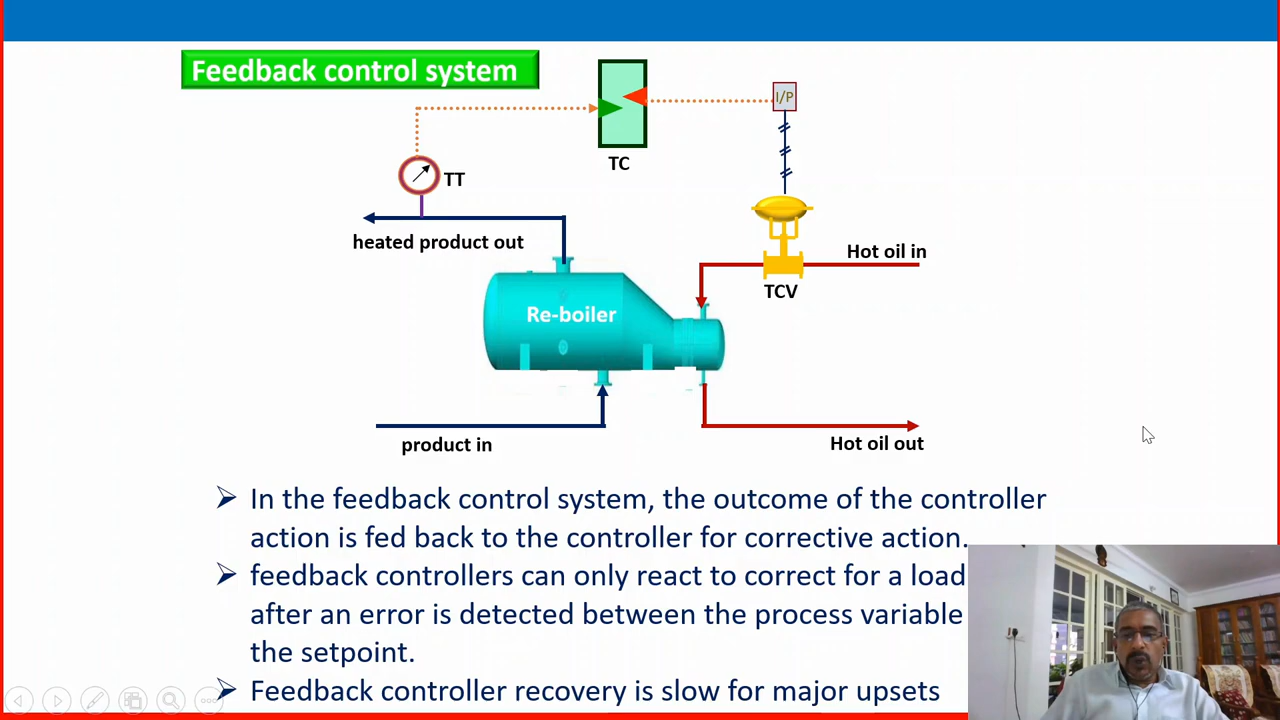 Feedback control system
I/P
TC
TT
heated product out
Hot oil in
TCV
Re-boiler
product in
Hot oil out
In the feedback control system, the outcome of the controller
action is fed back to the controller for corrective action.
feedback controllers can only react to correct for a load
after an error is detected between the process variable
the setpoint.
Feedback controller recovery is slow for major upsets